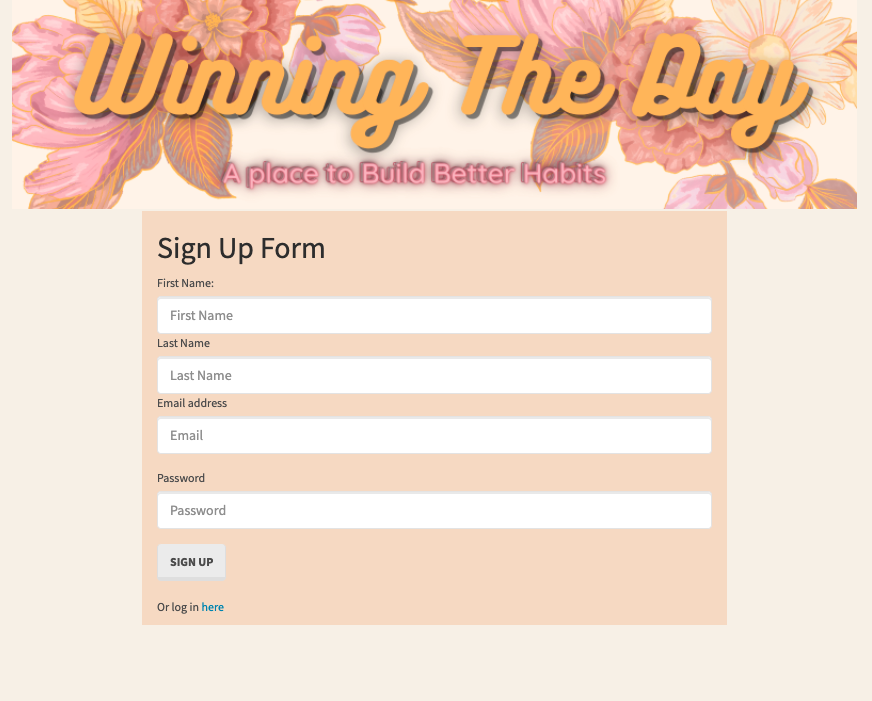 Winning The Day
A place to Build Better Habits
Sign Up Form
First Name:
First Name
Last Name
Last Name
Email address
Email
Password
Password
SIGN UP
Or log in here